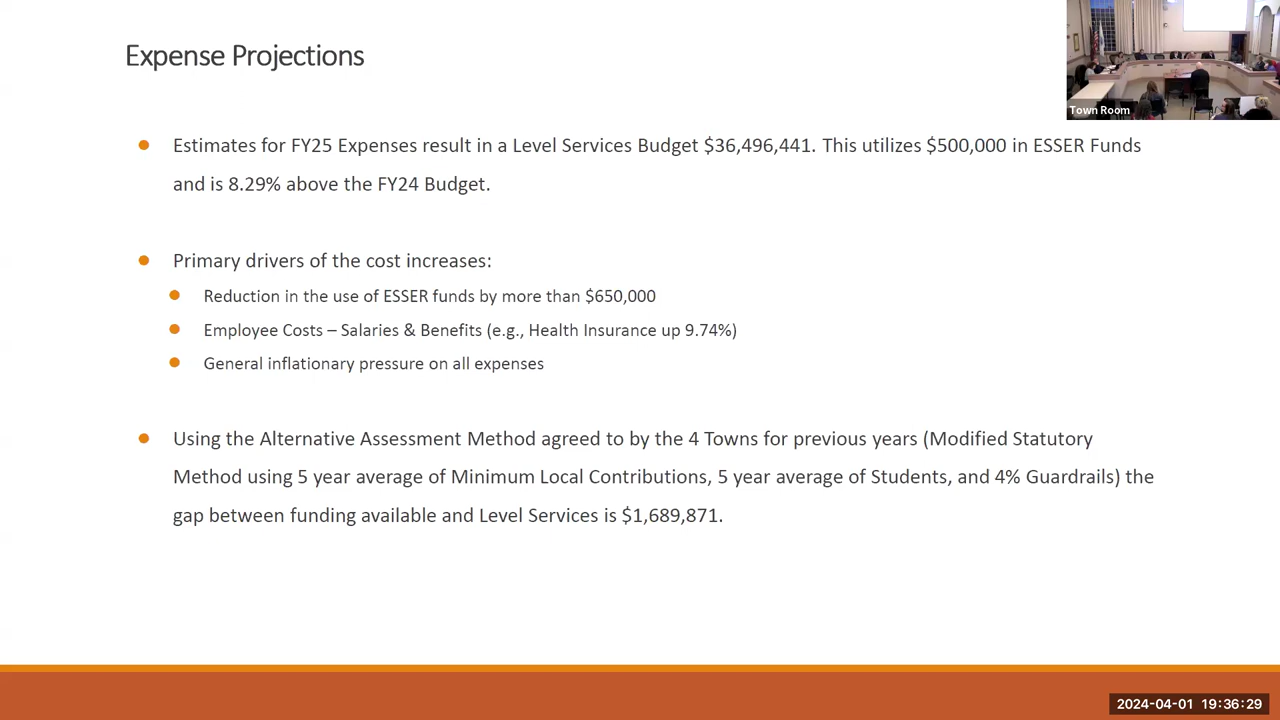 Expense Projections
Town Room
Estimates for FY25 Expenses result in a Level Services Budget $36,496,441. This utilizes $500,000 in ESSER Funds
and is 8.29% above the FY24 Budget.
Primary drivers of the cost increases:
Reduction in the use of ESSER funds by more than $650,000
Employee Costs – Salaries & Benefits (e.g., Health Insurance up 9.74%)
General inflationary pressure on all expenses
Using the Alternative Assessment Method agreed to by the 4 Towns for previous years (Modified Statutory
Method using 5 year average of Minimum Local Contributions, 5 year average of Students, and 4% Guardrails) the
gap between funding available and Level Services is $1,689,871.
2024-04-01 19:36:29